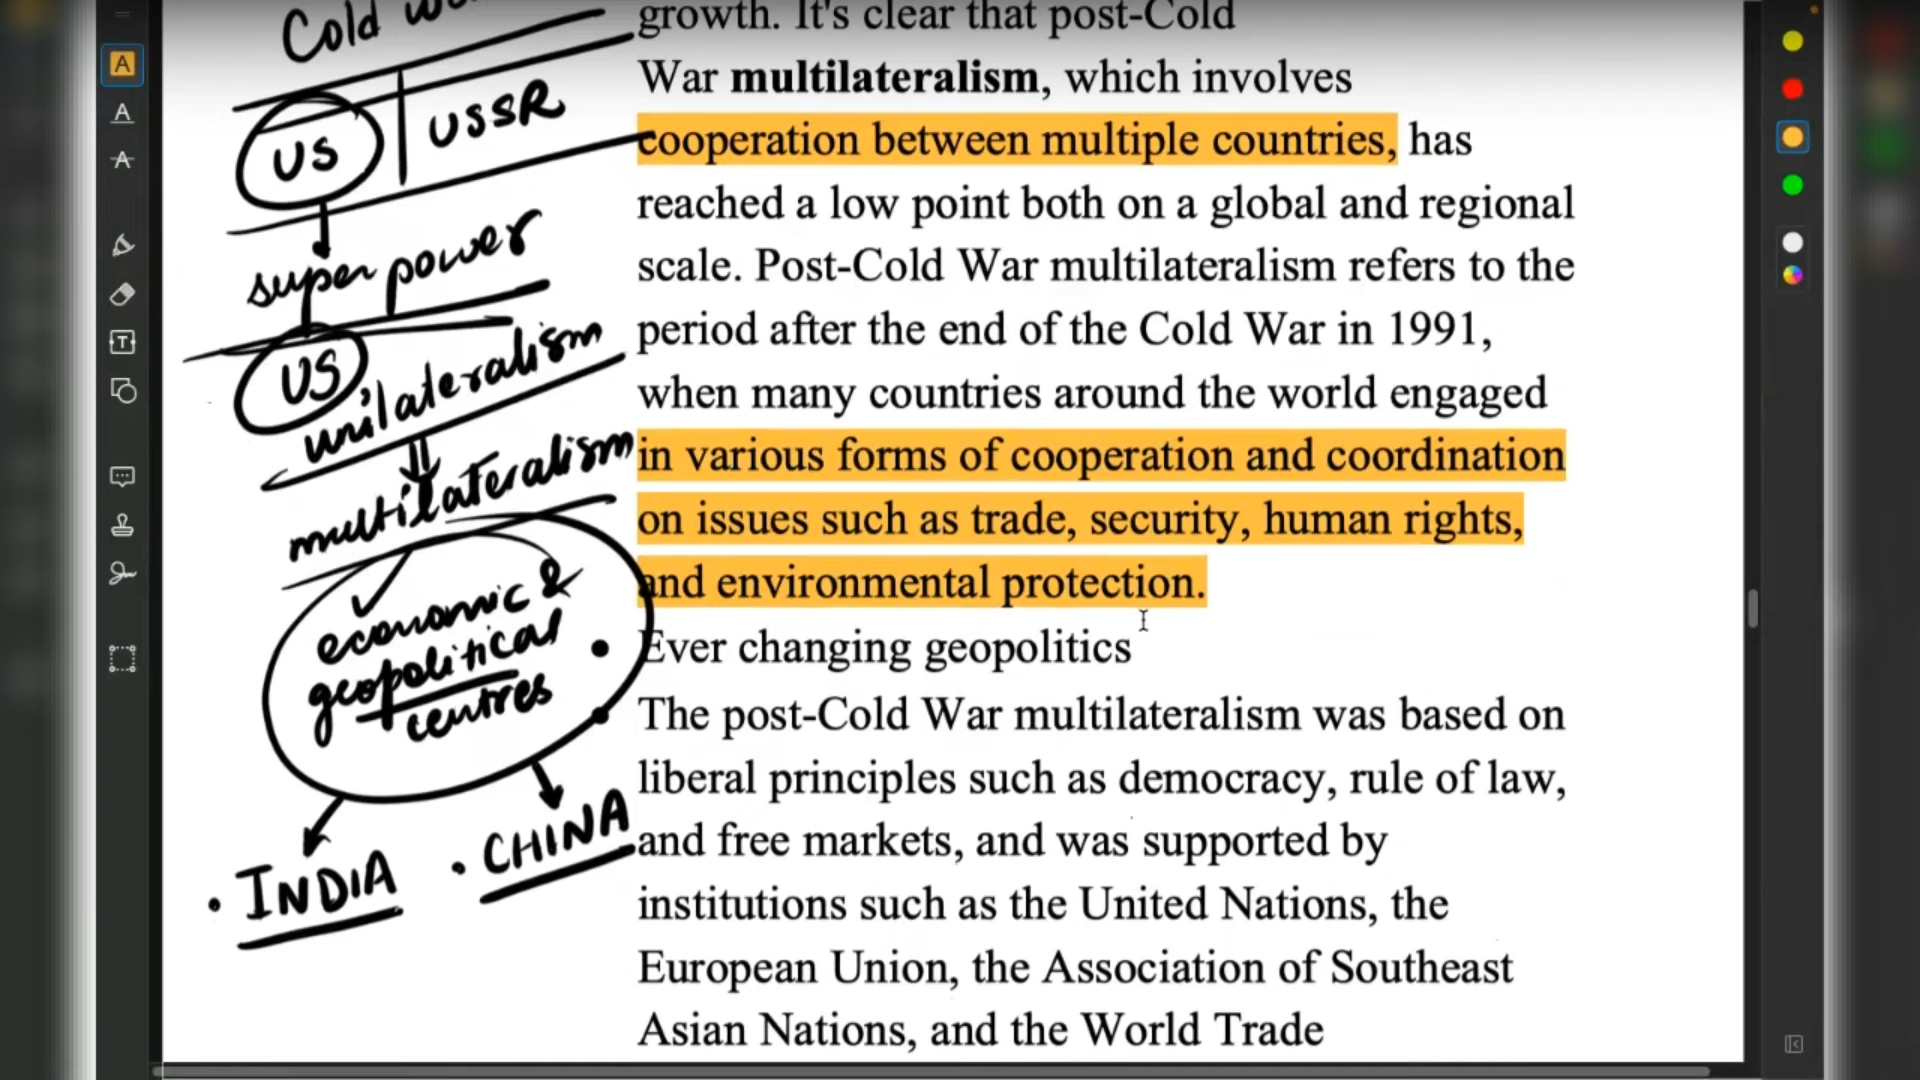 Cold
US
USSR
super power
US
unilateralism
multilateralism
economic &
geopolitical
centres
• INDIA
• CHINA
growth. It's clear that post-Cold
War multilateralism, which involves
cooperation between multiple countries, has
reached a low point both on a global and regional
scale. Post-Cold War multilateralism refers to the
period after the end of the Cold War in 1991,
when many countries around the world engaged
in various forms of cooperation and coordination
on issues such as trade, security, human rights,
and environmental protection.
• Ever changing geopolitics
• The post-Cold War multilateralism was based on
liberal principles such as democracy, rule of law,
and free markets, and was supported by
institutions such as the United Nations, the
European Union, the Association of Southeast
Asian Nations, and the World Trade